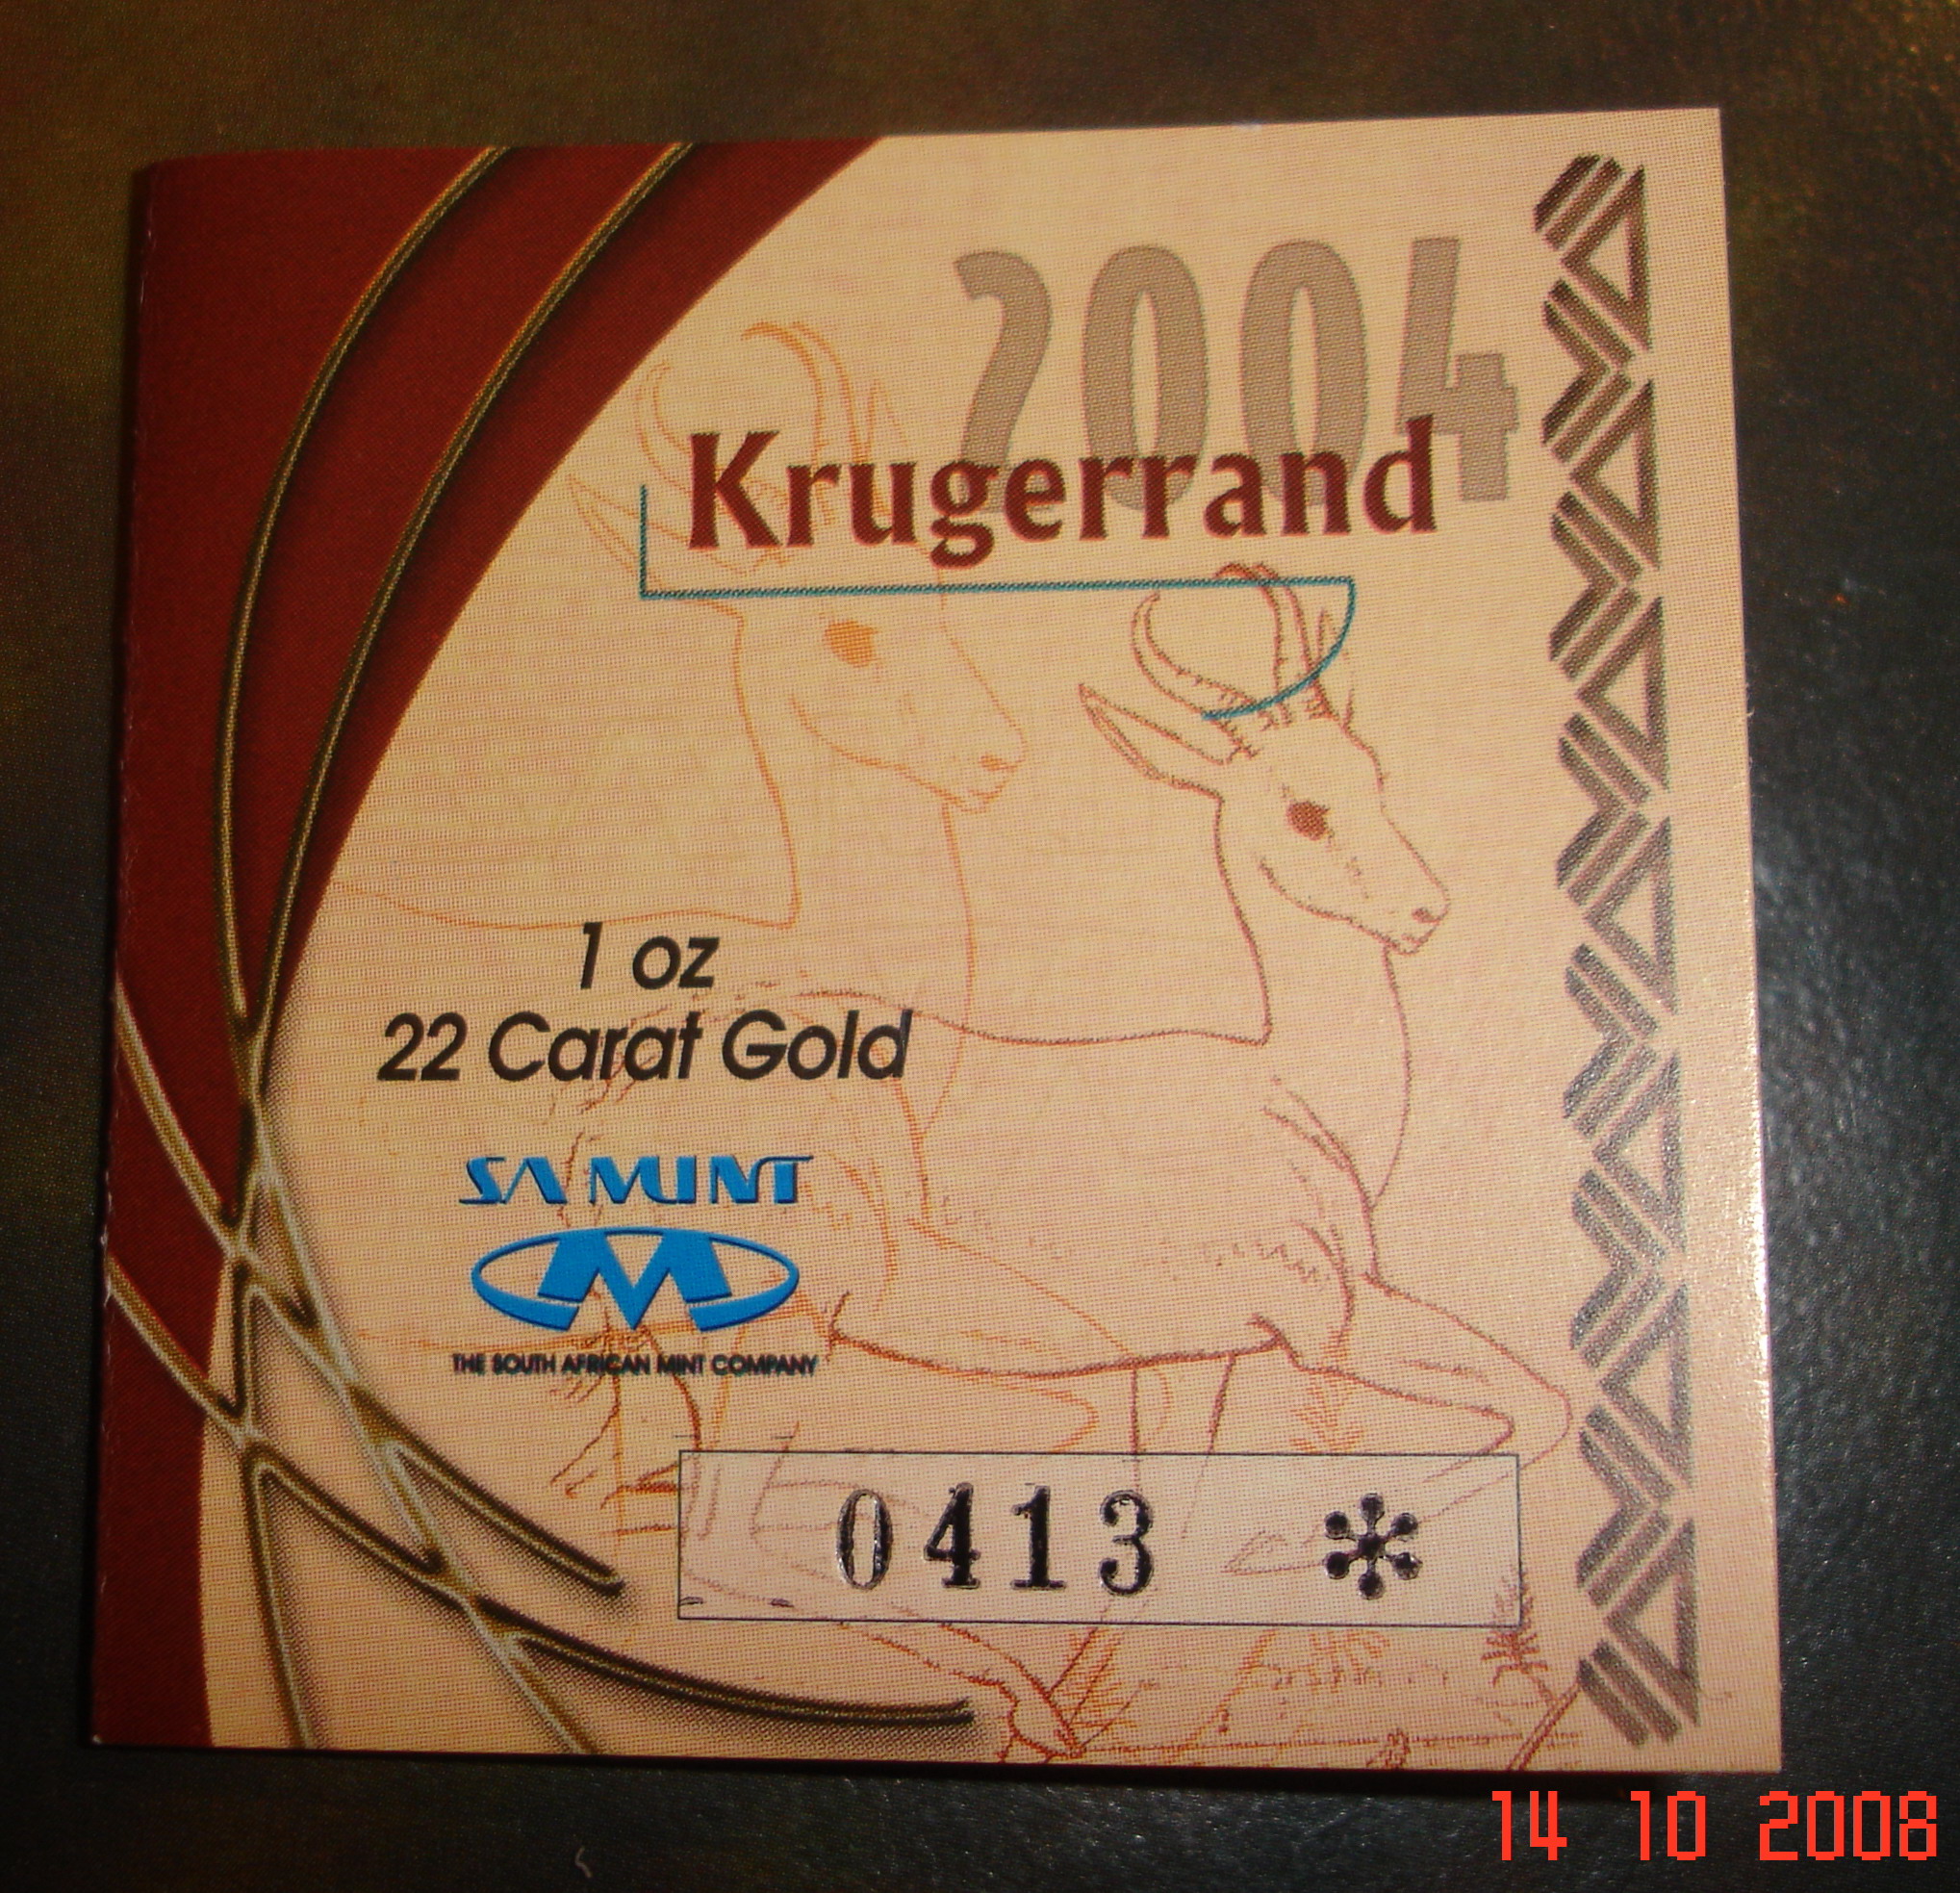 2004
Krugerrand
1 oz
22 Carat Gold
SA MINT
M
THE SOUTH AFRICAN MINT COMPANY
0413 *
14 10 2008